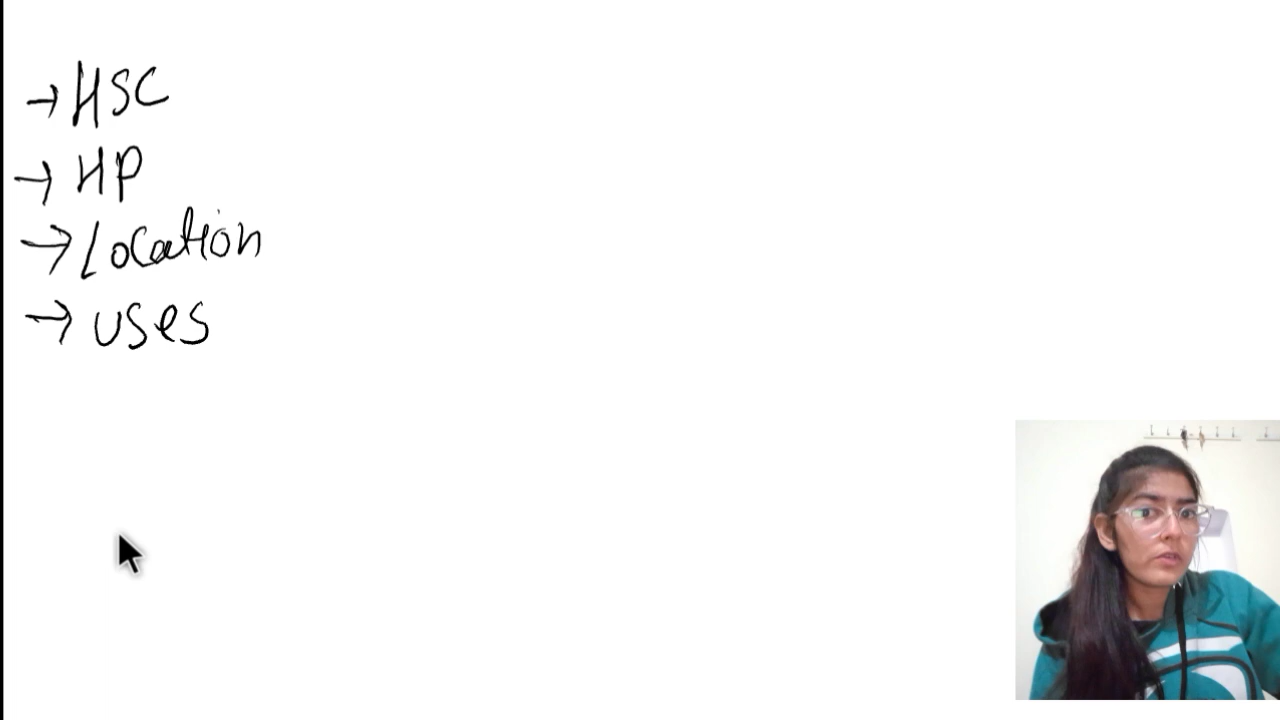 → HSC
→ HP
→ Location
→ uses